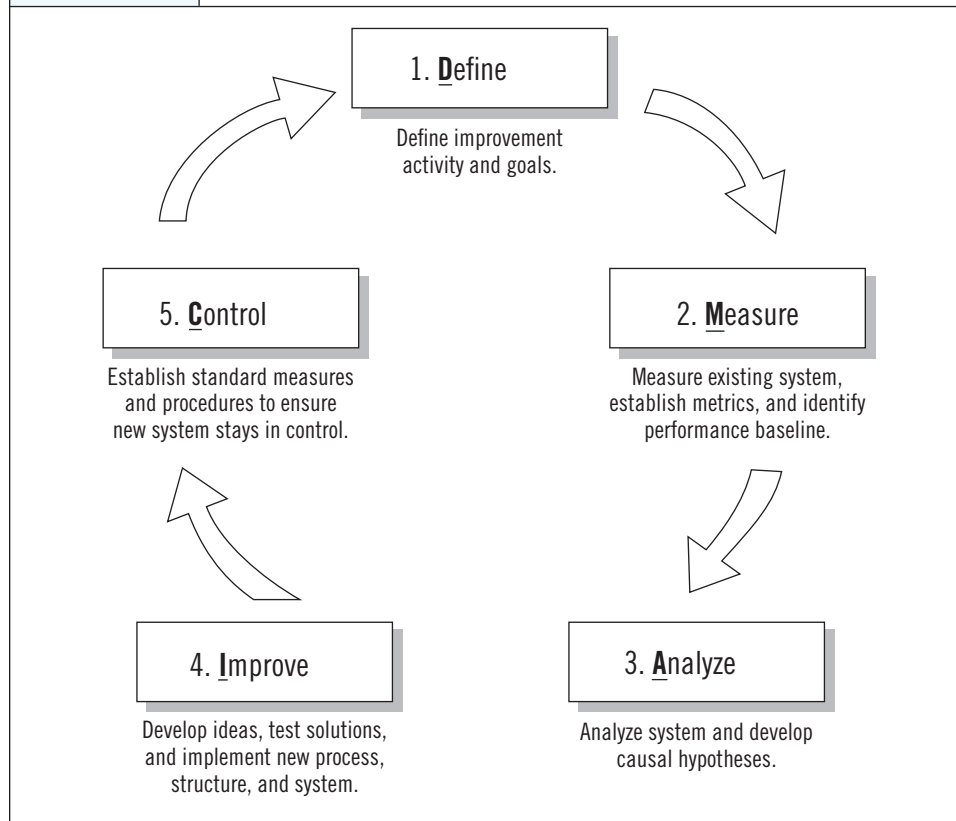 1. Define
Define improvement
activity and goals.
2. Measure
Measure existing system,
establish metrics, and identify
performance baseline.
3. Analyze
Analyze system and develop
causal hypotheses.
4. Improve
Develop ideas, test solutions,
and implement new process,
structure, and system.
5. Control
Establish standard measures
and procedures to ensure
new system stays in control.